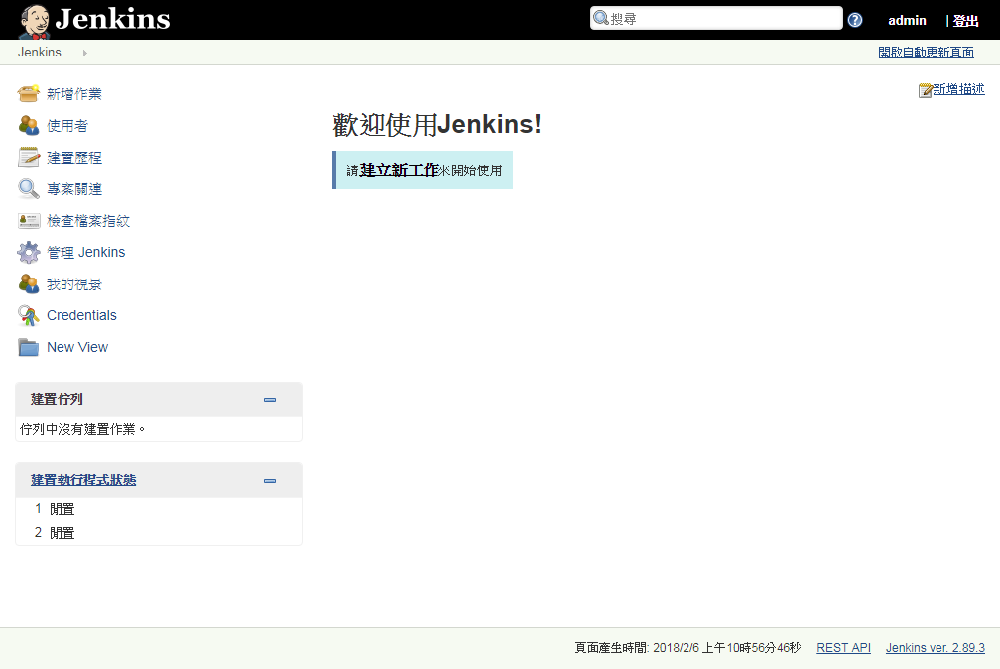 Jenkins
搜尋
admin
| 登出
Jenkins
開啟自動更新頁面
新增作業
使用者
建置歷程
專案關連
檢查檔案指紋
管理 Jenkins
我的視景
Credentials
New View
新增描述
歡迎使用Jenkins!
請建立新工作來開始使用
建置佇列
佇列中沒有建置作業。
建置執行程式狀態
1 閒置
2 閒置
頁面產生時間: 2018/2/6 上午10時56分46秒 REST API Jenkins ver. 2.89.3